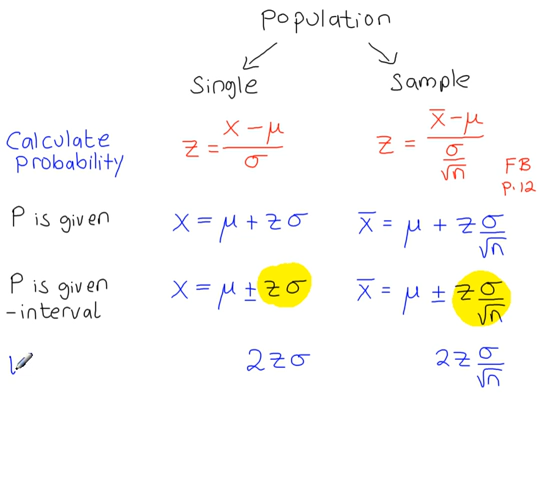 Population
Single Sample
Calculate Probability z = x − μ / σ z = x̄ − μ / σ/√n
FB
P.12
P is given x = μ + zσ x̄ = μ + z σ/√n
P is given -interval x = μ ± zσ x̄ = μ ± z σ/√n
2zσ 2z σ/√n